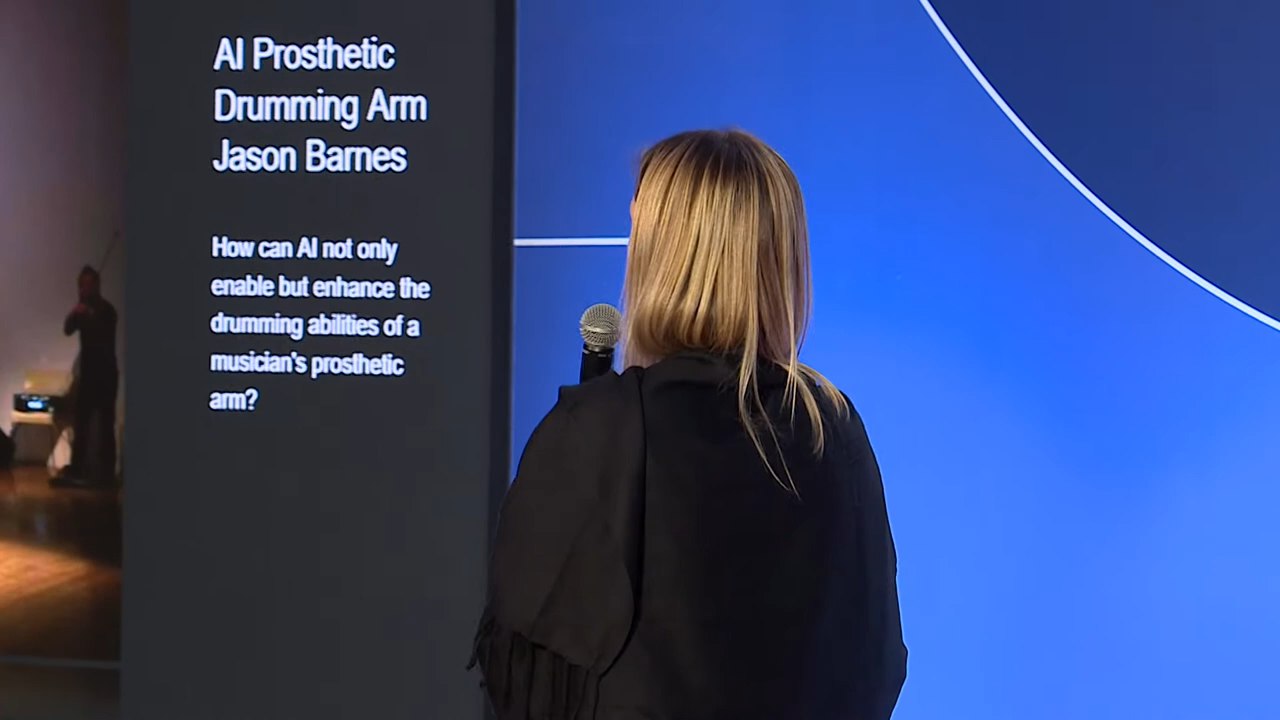 AI Prosthetic
Drumming Arm
Jason Barnes
How can AI not only
enable but enhance the
drumming abilities of a
musician's prosthetic
arm?